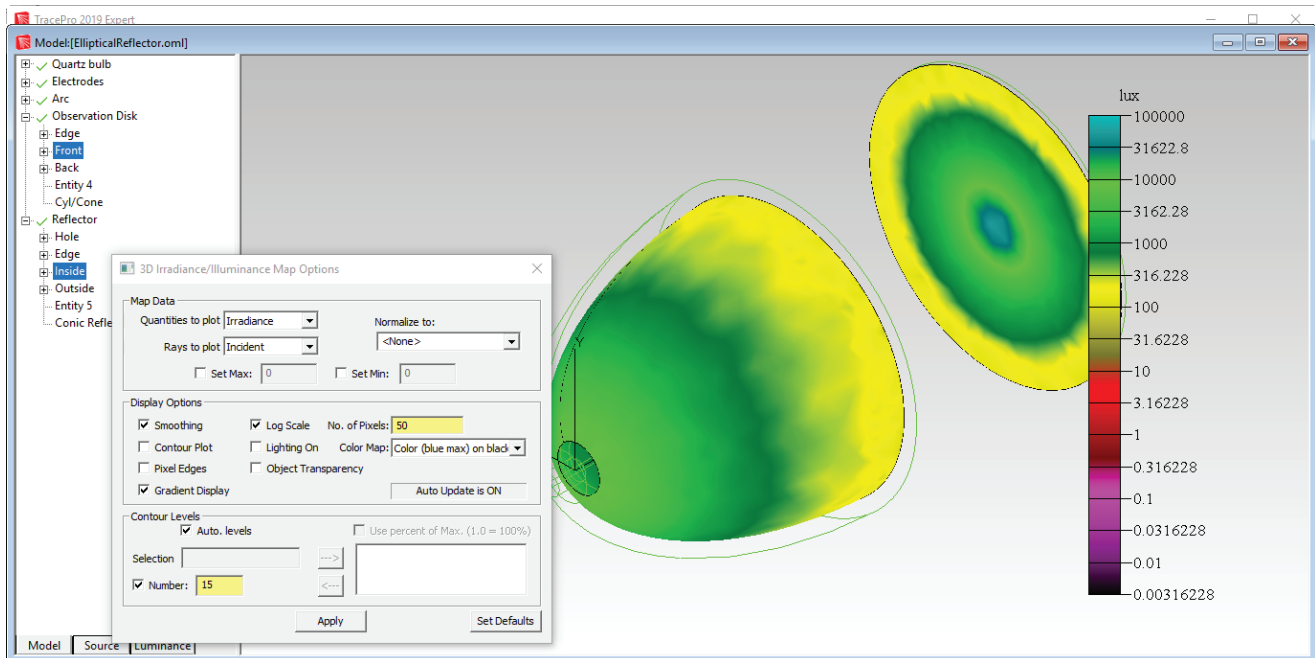 TracePro 2019 Expert
Model:[EllipticalReflector.oml]
Quartz bulb
Electrodes
Arc
Observation Disk
Edge
Front
Back
Entity 4
Cyl/Cone
Reflector
Hole
Edge
Inside
Outside
Entity 5
Conic Refle
3D Irradiance/Illuminance Map Options
Map Data
Quantities to plot Irradiance
Normalize to:
Rays to plot Incident
<None>
Set Max: 0 Set Min: 0
Display Options
Smoothing Log Scale No. of Pixels: 50
Contour Plot Lighting On Color Map: Color (blue max) on black
Pixel Edges Object Transparency
Gradient Display Auto Update is ON
Contour Levels
Auto. levels Use percent of Max. (1.0 = 100%)
Selection --->
Number: 15 <---
Apply Set Defaults
Model Source Luminance
Y
lux
100000
31622.8
10000
3162.28
1000
316.228
100
31.6228
10
3.16228
1
0.316228
0.1
0.0316228
0.01
0.00316228